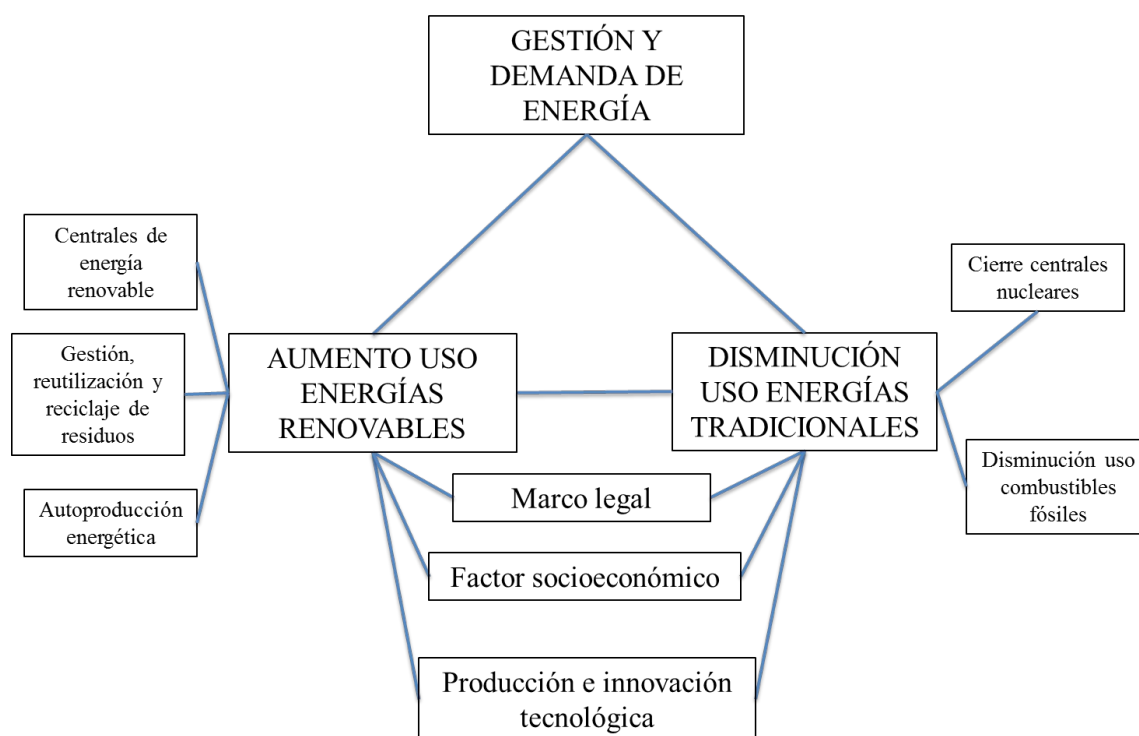 GESTIÓN Y
DEMANDA DE
ENERGÍA
Centrales de
energía
renovable
Cierre centrales
nucleares
Gestión,
reutilización y
reciclaje de
residuos
AUMENTO USO
ENERGÍAS
RENOVABLES
DISMINUCIÓN
USO ENERGÍAS
TRADICIONALES
Autoproducción
energética
Disminución uso
combustibles
fósiles
Marco legal
Factor socioeconómico
Producción e innovación
tecnológica